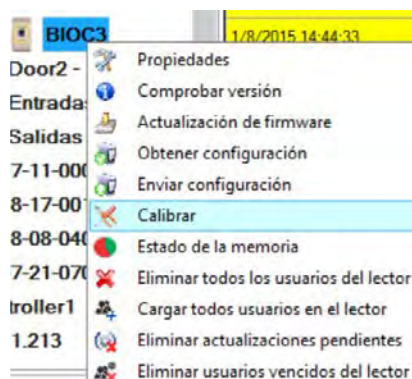 BIOC3
1/8/2015 14:44:33
Door2 -
Propiedades
Comprobar versión
Entrada
Actualización de firmware
Salidas
Obtener configuración
7-11-000
Enviar configuración
8-17-00
Calibrar
8-08-040
Estado de la memoria
7-21-070
Eliminar todos los usuarios del lector
troller1
Cargar todos usuarios en el lector
1.213
Eliminar actualizaciones pendientes
Eliminar usuarios vencidos del lector